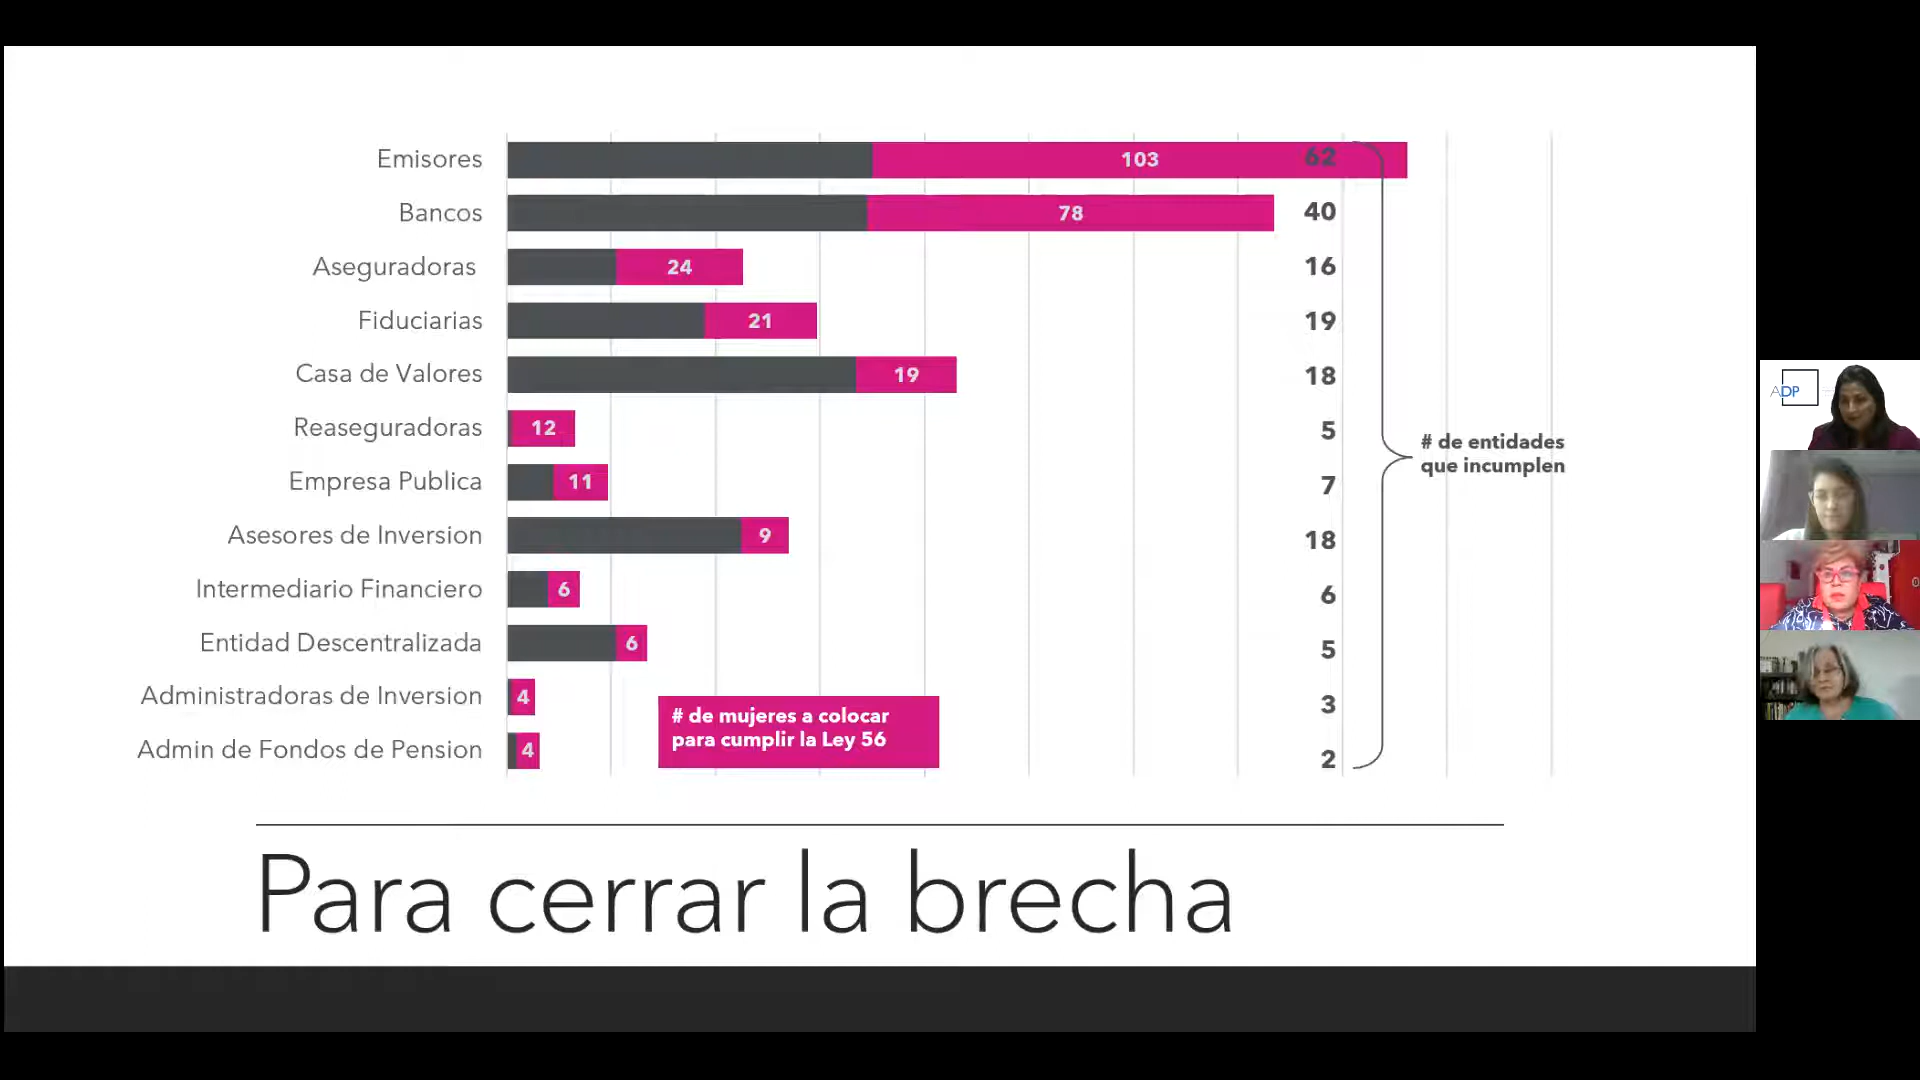 Emisores 103 62
Bancos 78 40
Aseguradoras 24 16
Fiduciarias 21 19
Casa de Valores 19 18
Reaseguradoras 12 5
Empresa Publica 11 7
Asesores de Inversion 9 18
Intermediario Financiero 6 6
Entidad Descentralizada 6 5
Administradoras de Inversion 4 3
Admin de Fondos de Pension 4 2
# de mujeres a colocar
para cumplir la Ley 56
# de entidades
que incumplen
Para cerrar la brecha
ADP